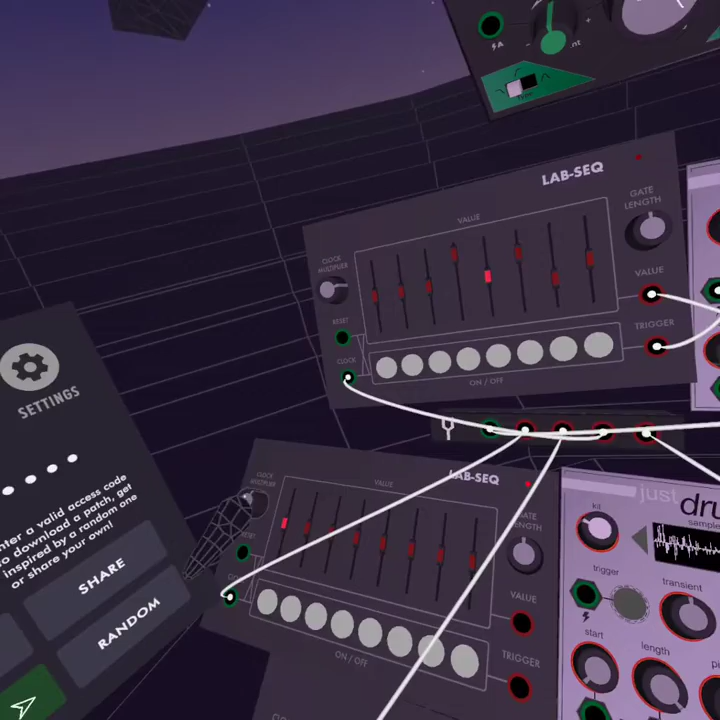 LAB-SEQ
VALUE
GATE
LENGTH
CLOCK
MULTIPLIER
RESET
CLOCK
VALUE
TRIGGER
ON / OFF
SETTINGS
enter a valid access code
to download a patch, get
inspired by a random one
or share your own!
SHARE
RANDOM
LAB-SEQ
CLOCK
MULTIPLIER
VALUE
GATE
LENGTH
VALUE
TRIGGER
ON / OFF
just
dru
sample
kit
trigger
transient
start
length